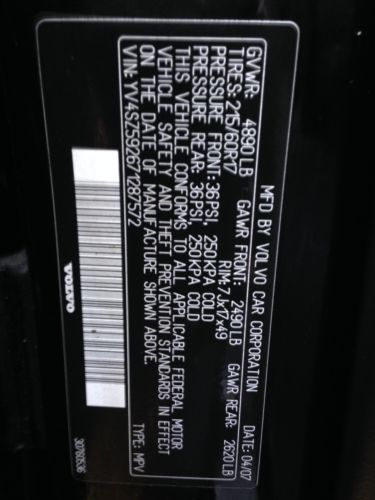 MFD BY VOLVO CAR CORPORATION DATE: 04/07
GVWR: 4890LB GAWR FRONT: 2490LB GAWR REAR: 2620LB
TIRES: 215/60R17 RIM: 7Jx17x49
PRESSURE FRONT: 36PSI, 250KPA COLD
PRESSURE REAR: 36PSI, 250KPA COLD
THIS VEHICLE CONFORMS TO ALL APPLICABLE FEDERAL MOTOR
VEHICLE SAFETY AND THEFT PREVENTION STANDARDS IN EFFECT
ON THE DATE OF MANUFACTURE SHOWN ABOVE.
VIN: YV4SZ592671287572 TYPE: MPV
VOLVO